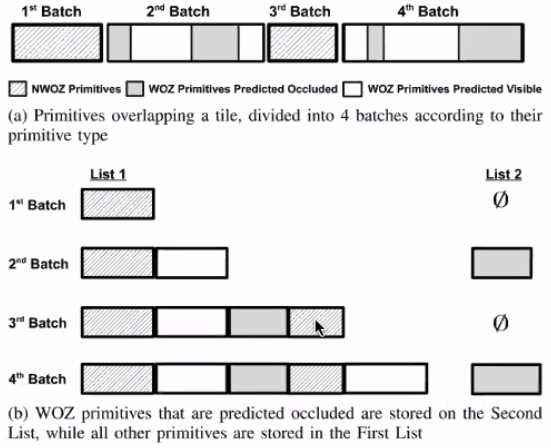 1st Batch 2nd Batch 3rd Batch 4th Batch
NWOZ Primitives WOZ Primitives Predicted Occluded WOZ Primitives Predicted Visible
(a) Primitives overlapping a tile, divided into 4 batches according to their
primitive type
List 1 List 2
1st Batch Ø
2nd Batch
3rd Batch Ø
4th Batch
(b) WOZ primitives that are predicted occluded are stored on the Second
List, while all other primitives are stored in the First List